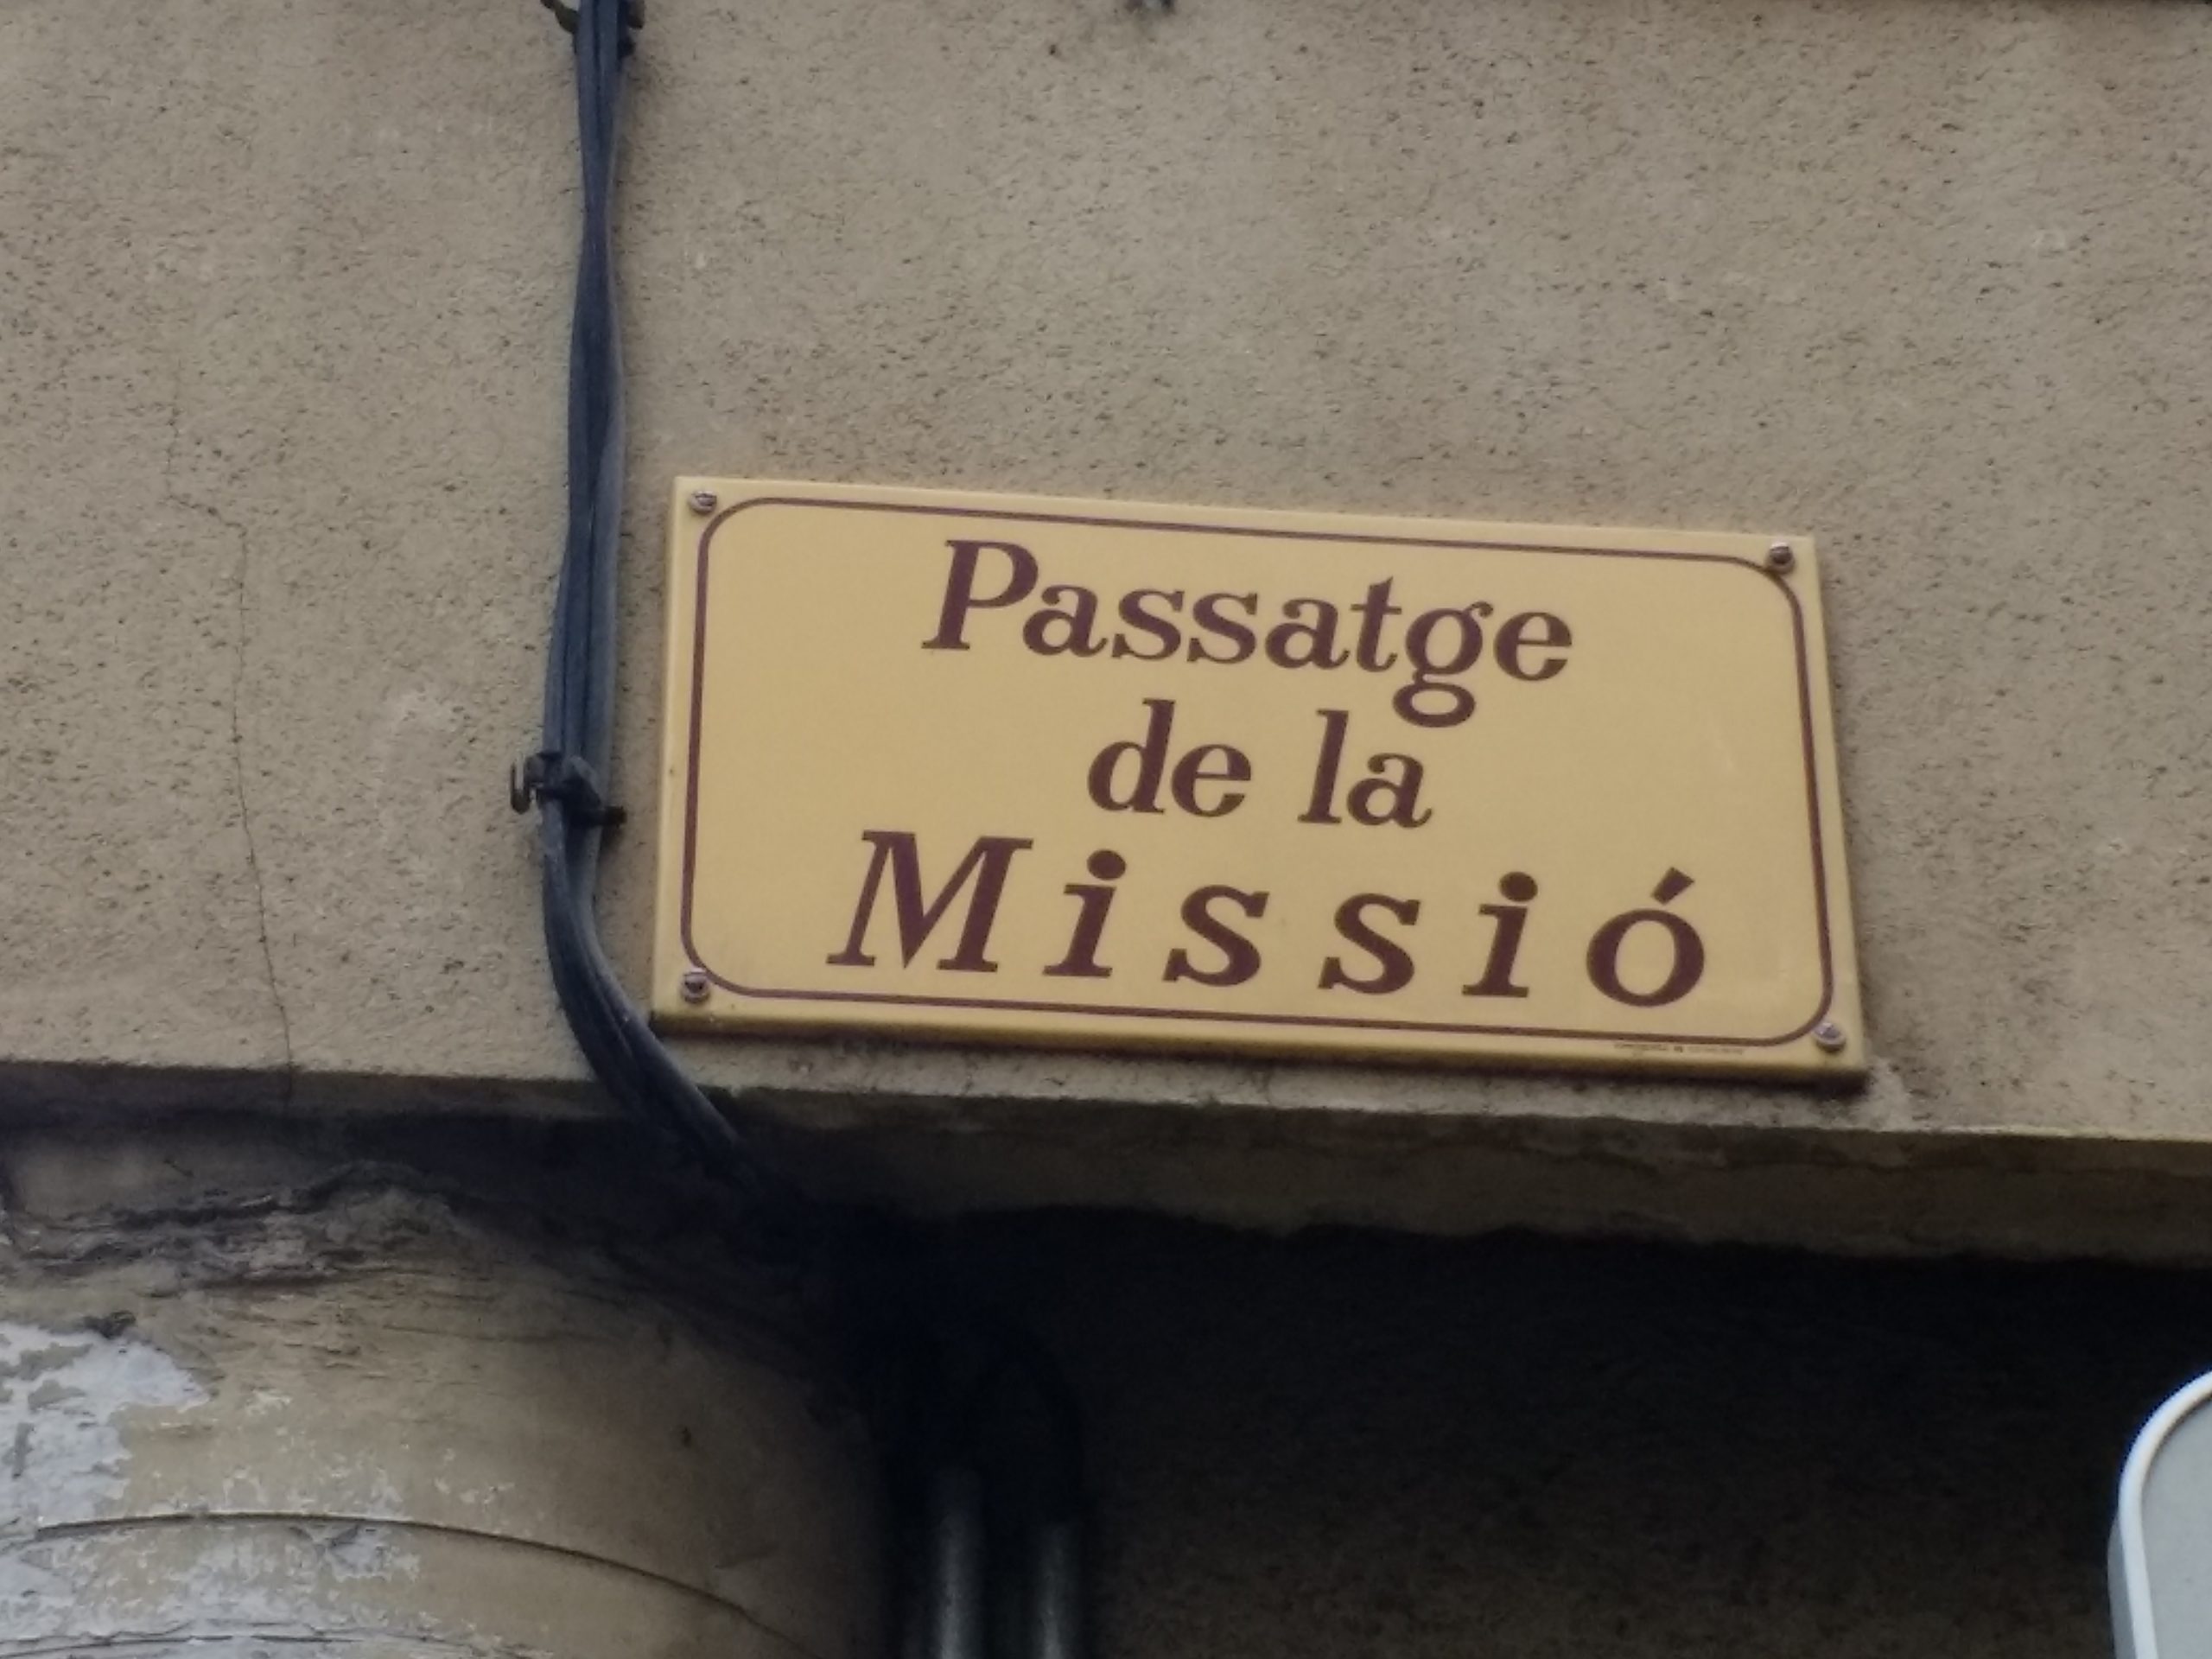 Passatge
de la
Missió